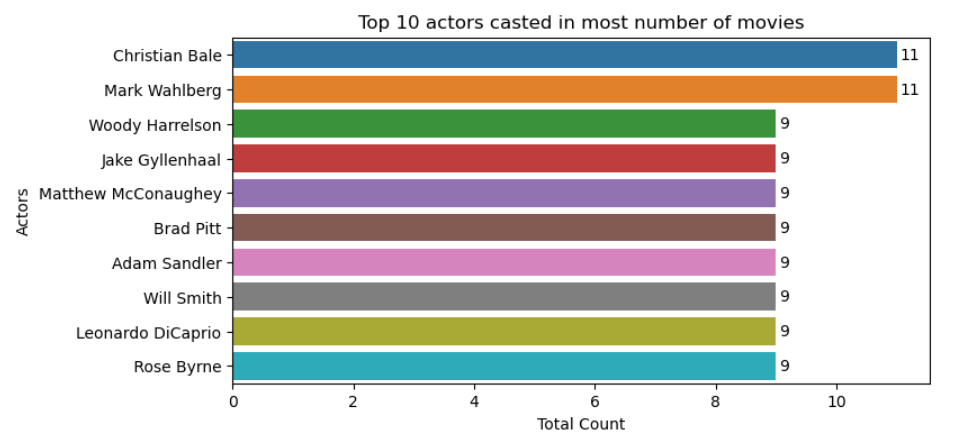 Top 10 actors casted in most number of movies
Christian Bale 11
Mark Wahlberg 11
Woody Harrelson 9
Jake Gyllenhaal 9
Matthew McConaughey 9
Brad Pitt 9
Adam Sandler 9
Will Smith 9
Leonardo DiCaprio 9
Rose Byrne 9
Actors
0 2 4 6 8 10
Total Count